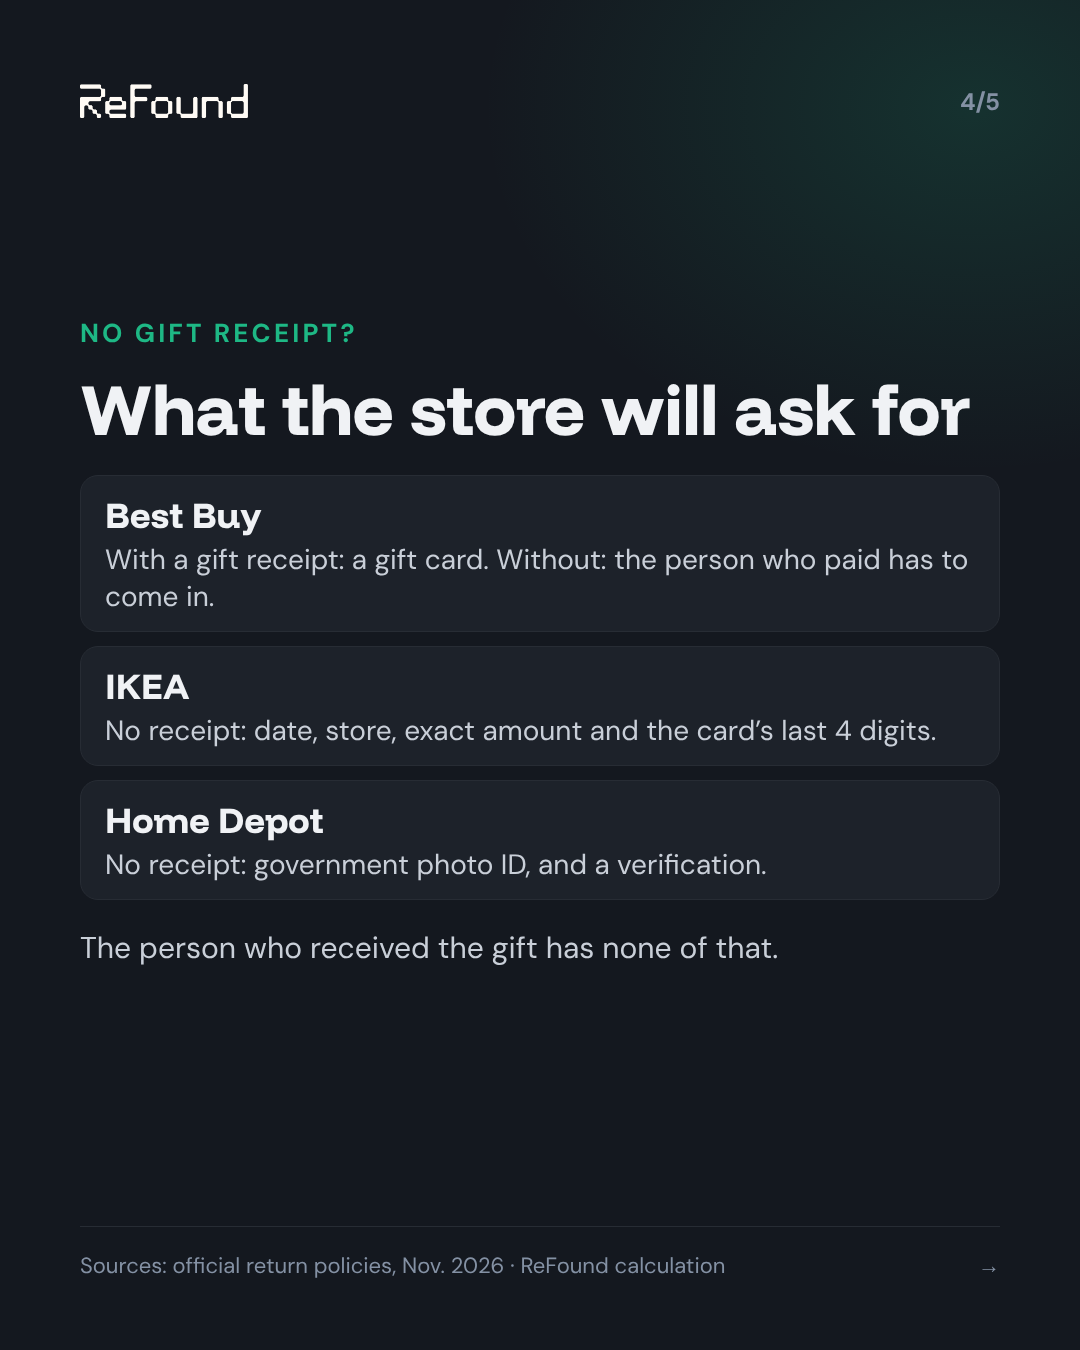 ReFound
4/5
NO GIFT RECEIPT?
What the store will ask for
Best Buy
With a gift receipt: a gift card. Without: the person who paid has to
come in.
IKEA
No receipt: date, store, exact amount and the card’s last 4 digits.
Home Depot
No receipt: government photo ID, and a verification.
The person who received the gift has none of that.
Sources: official return policies, Nov. 2026 · ReFound calculation
→